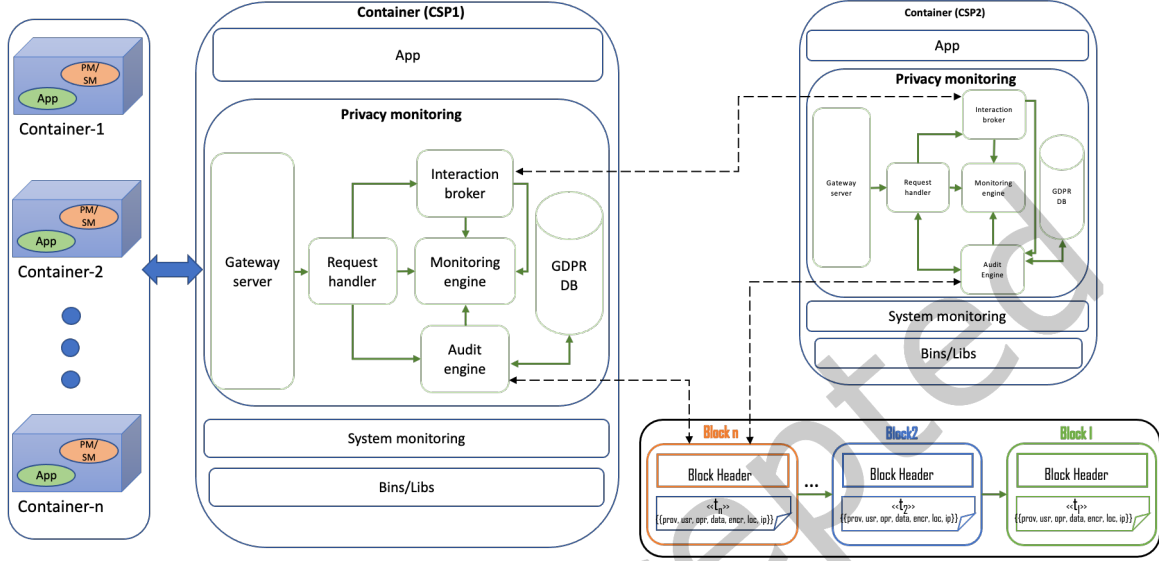 PM/
SM
App
Container-1
PM/
SM
App
Container-2
PM/
SM
App
Container-n
Container (CSP1)
App
Privacy monitoring
Gateway
server
Request
handler
Interaction
broker
Monitoring
engine
Audit
engine
GDPR
DB
System monitoring
Bins/Libs
Container (CSP2)
App
Privacy monitoring
Gateway
server
Request
handler
Interaction
broker
Monitoring
engine
Audit
Engine
GDPR
DB
System monitoring
Bins/Libs
Block n
Block Header
<<tn>>
{{prov, usr, opr, data, encr, loc, ip}}
...
Block2
Block Header
<<t2>>
{{prov, usr, opr, data, encr, loc, ip}}
Block 1
Block Header
<<t1>>
{{prov, usr, opr, data, encr, loc, ip}}